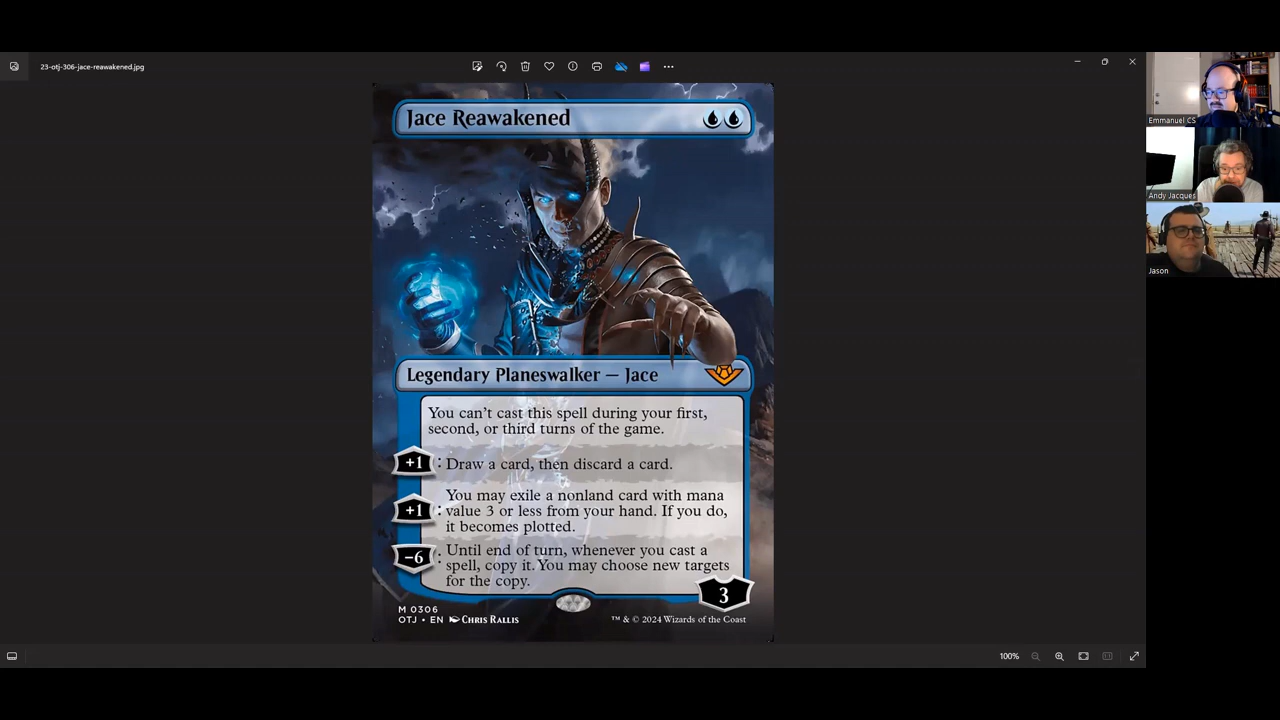 23-otj-306-jace-reawakened.jpg
Jace Reawakened
Legendary Planeswalker — Jace
You can't cast this spell during your first,
second, or third turns of the game.
+1 : Draw a card, then discard a card.
You may exile a nonland card with mana
+1 : value 3 or less from your hand. If you do,
it becomes plotted.
Until end of turn, whenever you cast a
−6 : spell, copy it. You may choose new targets
for the copy.
3
M 0306
OTJ • EN CHRIS RALLIS
™ & © 2024 Wizards of the Coast
Emmanuel CS
Andy Jacques
Jason
100%